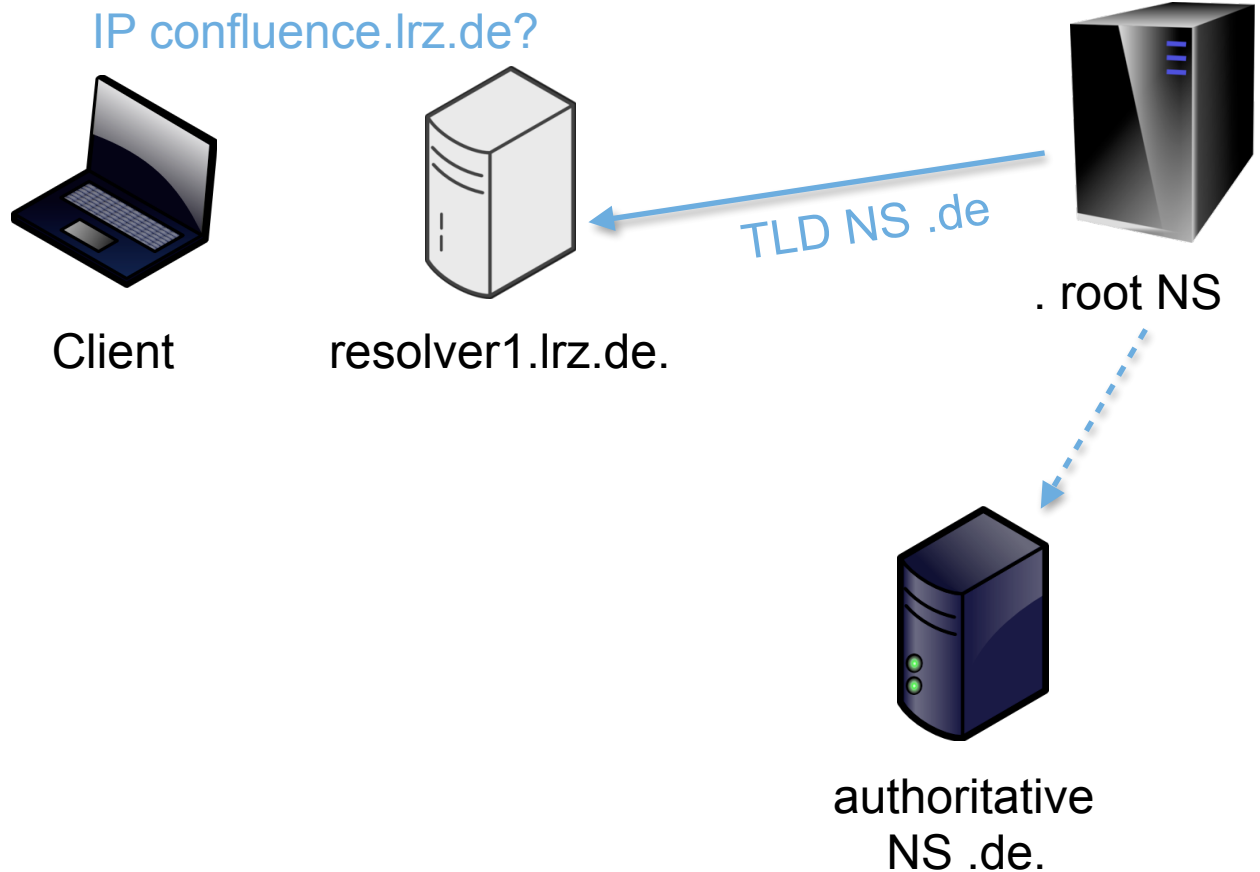 IP confluence.lrz.de?
TLD NS .de
. root NS
Client
resolver1.lrz.de.
authoritative
NS .de.